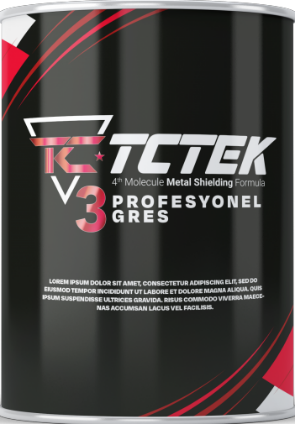 TC TCTEK
4th Molecule Metal Shielding Formula
3 PROFESYONEL
GRES
LOREM IPSUM DOLOR SIT AMET, CONSECTETUR ADIPISCING ELIT, SED DO
EIUSMOD TEMPOR INCIDIDUNT UT LABORE ET DOLORE MAGNA ALIQUA. QUIS
IPSUM SUSPENDISSE ULTRICES GRAVIDA. RISUS COMMODO VIVERRA MAECE-
NAS ACCUMSAN LACUS VEL FACILISIS.